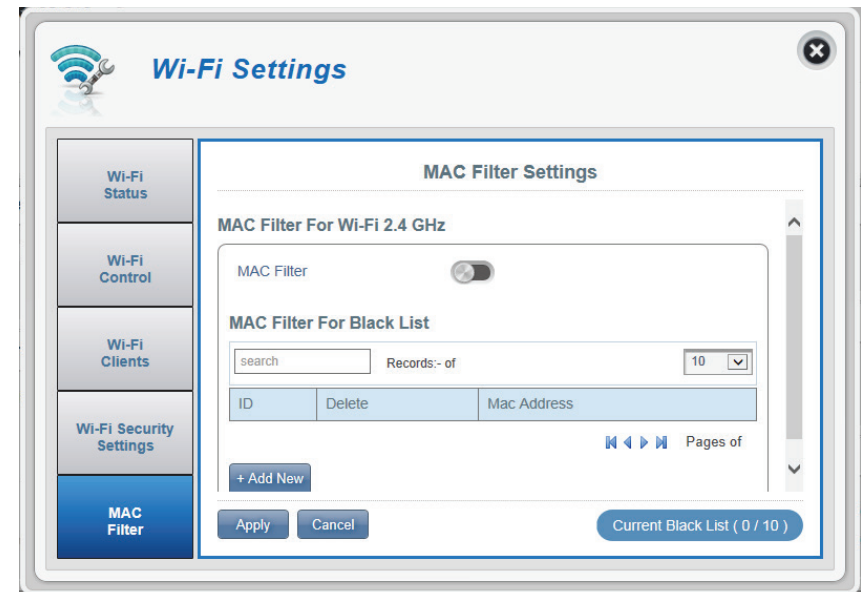 Wi-Fi Settings
Wi-Fi
Status
Wi-Fi
Control
Wi-Fi
Clients
Wi-Fi Security
Settings
MAC
Filter
MAC Filter Settings
MAC Filter For Wi-Fi 2.4 GHz
MAC Filter
MAC Filter For Black List
search Records:- of 10
ID Delete Mac Address
Pages of
+ Add New
Apply Cancel Current Black List ( 0 / 10 )